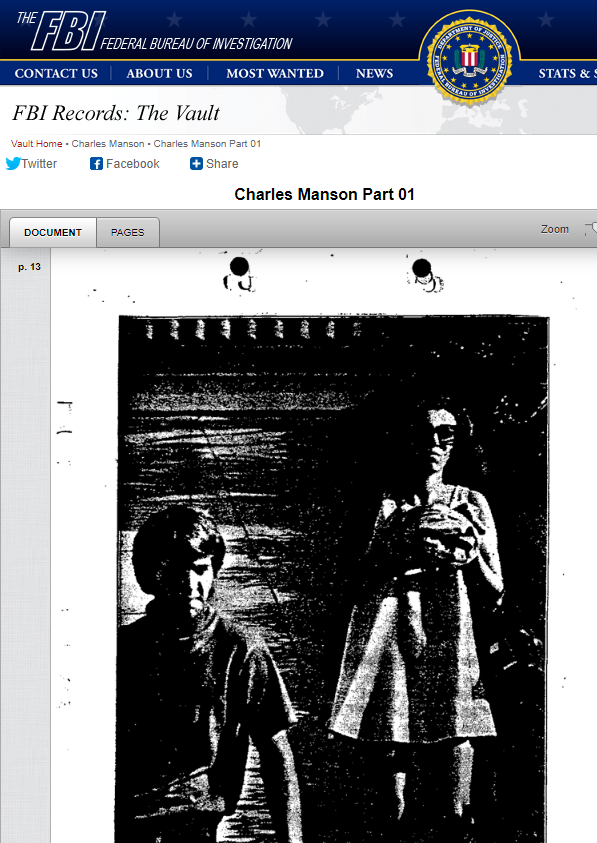 THE FBI FEDERAL BUREAU OF INVESTIGATION
DEPARTMENT OF JUSTICE
FEDERAL BUREAU OF INVESTIGATION
CONTACT US ABOUT US MOST WANTED NEWS STATS & S
FBI Records: The Vault
Vault Home • Charles Manson • Charles Manson Part 01
Twitter Facebook Share
Charles Manson Part 01
DOCUMENT PAGES Zoom
p. 13